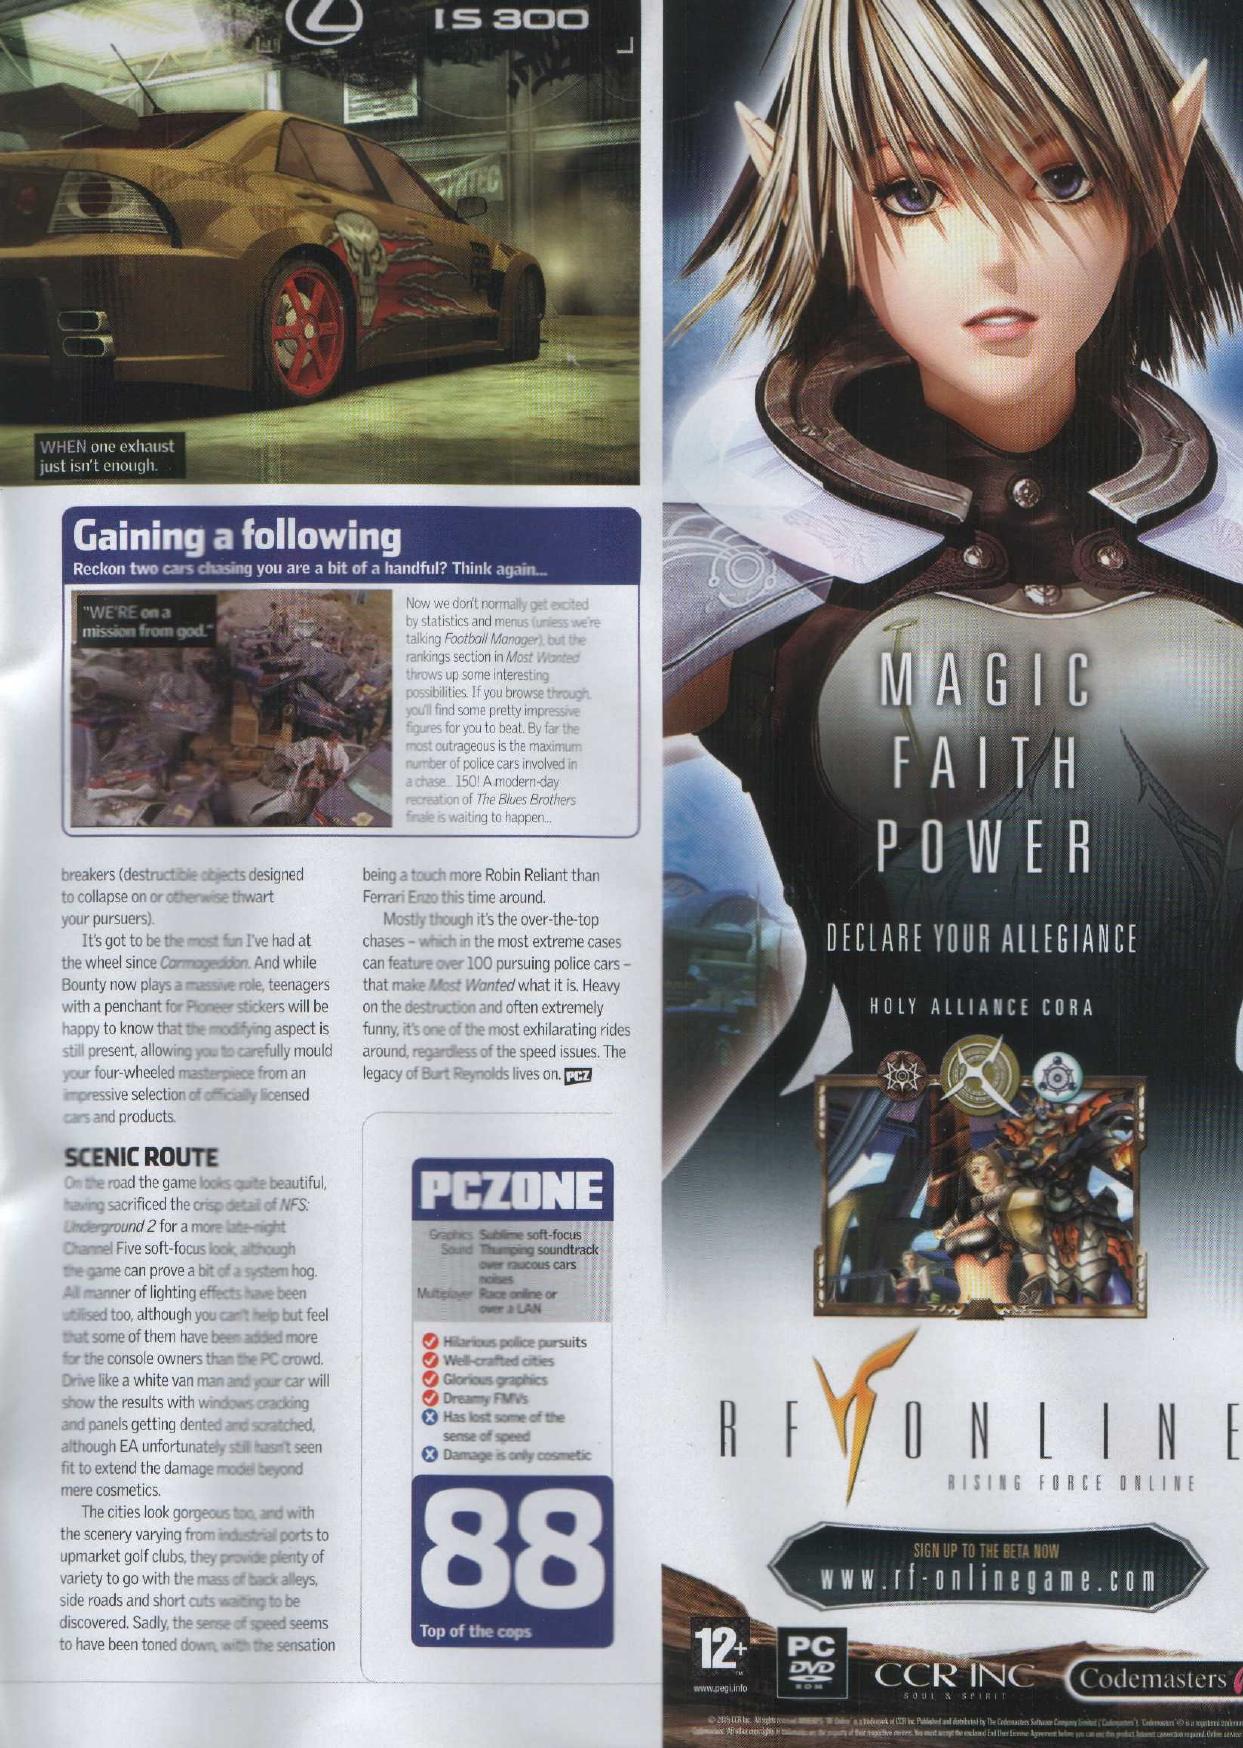 IS 300
WHEN one exhaust
just isn't enough.
Gaining a following
Reckon two cars chasing you are a bit of a handful? Think again...
"WE'RE on a
mission from god."
Now we don't normally get excited
by statistics and menus (unless we're
talking Football Manager), but the
rankings section in Most Wanted
throws up some interesting
possibilities. If you browse through,
you'll find some pretty impressive
figures for you to beat. By far the
most outrageous is the maximum
number of police cars involved in
a chase... 150! A modern-day
recreation of The Blues Brothers
finale is waiting to happen...
breakers (destructible objects designed
to collapse on or otherwise thwart
your pursuers).
It's got to be the most fun I've had at
the wheel since Carmageddon. And while
Bounty now plays a massive role, teenagers
with a penchant for Pioneer stickers will be
happy to know that the modifying aspect is
still present, allowing you to carefully mould
your four-wheeled masterpiece from an
impressive selection of officially licensed
cars and products.
SCENIC ROUTE
On the road the game looks quite beautiful,
having sacrificed the crisp detail of NFS:
Underground 2 for a more late-night
Channel Five soft-focus look, although
the game can prove a bit of a system hog.
All manner of lighting effects have been
utilised too, although you can't help but feel
that some of them have been added more
for the console owners than the PC crowd.
Drive like a white van man and your car will
show the results with windows cracking
and panels getting dented and scratched,
although EA unfortunately still hasn't seen
fit to extend the damage model beyond
mere cosmetics.
The cities look gorgeous too, and with
the scenery varying from industrial ports to
upmarket golf clubs, they provide plenty of
variety to go with the mass of back alleys,
side roads and short cuts waiting to be
discovered. Sadly, the sense of speed seems
to have been toned down, with the sensation
being a touch more Robin Reliant than
Ferrari Enzo this time around.
Mostly though it's the over-the-top
chases – which in the most extreme cases
can feature over 100 pursuing police cars –
that make Most Wanted what it is. Heavy
on the destruction and often extremely
funny, it's one of the most exhilarating rides
around, regardless of the speed issues. The
legacy of Burt Reynolds lives on. PCZ
PCZONE
Graphics Sublime soft-focus
Sound Thumping soundtrack
over raucous cars
noises
Multiplayer Race online or
over a LAN
Hilarious police pursuits
Well-crafted cities
Glorious graphics
Dreamy FMVs
Has lost some of the
sense of speed
Damage is only cosmetic
88
Top of the cops
MAGIC
FAITH
POWER
DECLARE YOUR ALLEGIANCE
HOLY ALLIANCE CORA
RF ONLINE
RISING FORCE ONLINE
SIGN UP TO THE BETA NOW
www.rf-onlinegame.com
12+
www.pegi.info
PC
DVD
ROM
CCR INC
SOUL & SPIRIT
Codemasters